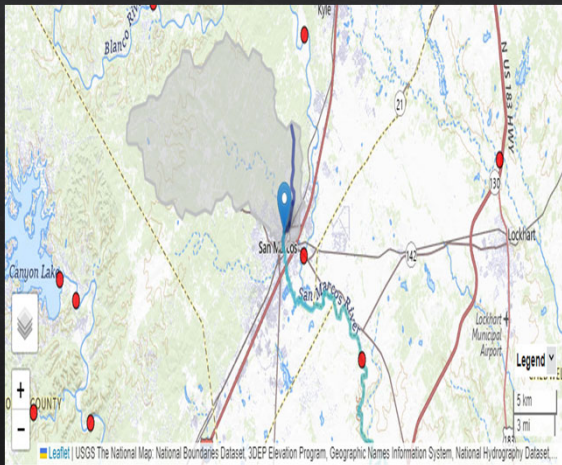 Kyle
Blanco Riv
N US 183 HWY
21
130
San Marcos
142
Lockhart
Canyon Lake
San Marcos River
Lockhart
Municipal
Airport
Legend
CALDWEL
5 km
3 mi
COUNTY
183
+
−
Leaflet | USGS The National Map: National Boundaries Dataset, 3DEP Elevation Program, Geographic Names Information System, National Hydrography Dataset,...